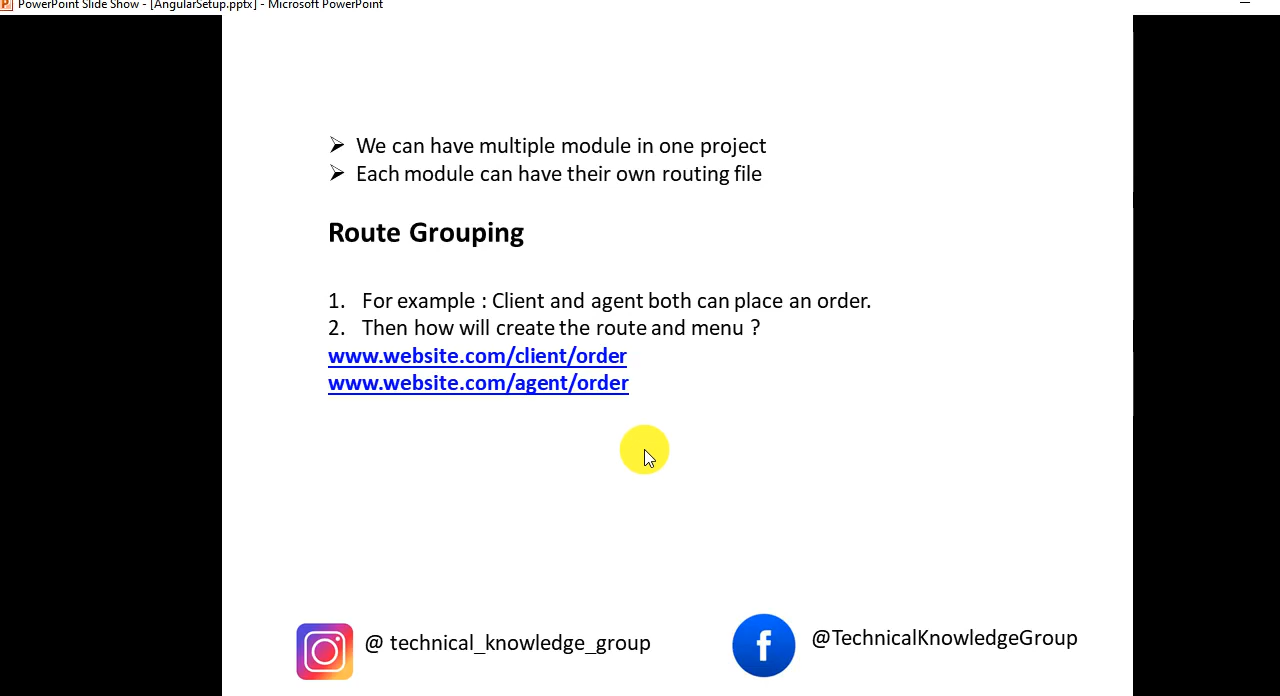 PowerPoint Slide Show - [AngularSetup.pptx] - Microsoft PowerPoint
➢ We can have multiple module in one project
➢ Each module can have their own routing file
Route Grouping
1. For example : Client and agent both can place an order.
2. Then how will create the route and menu ?
www.website.com/client/order
www.website.com/agent/order
@ technical_knowledge_group
@TechnicalKnowledgeGroup